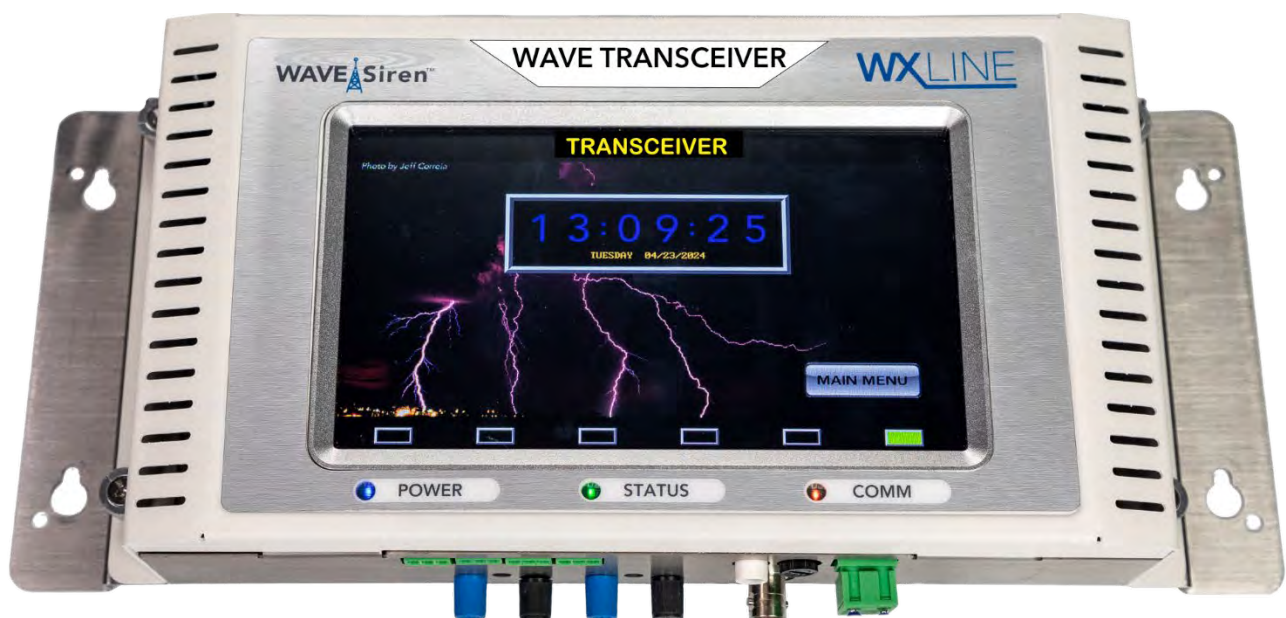 WAVE Siren™
WAVE TRANSCEIVER
WXLINE
TRANSCEIVER
Photo by Jeff Correia
13:09:25
TUESDAY 04/23/2024
MAIN MENU
POWER
STATUS
COMM